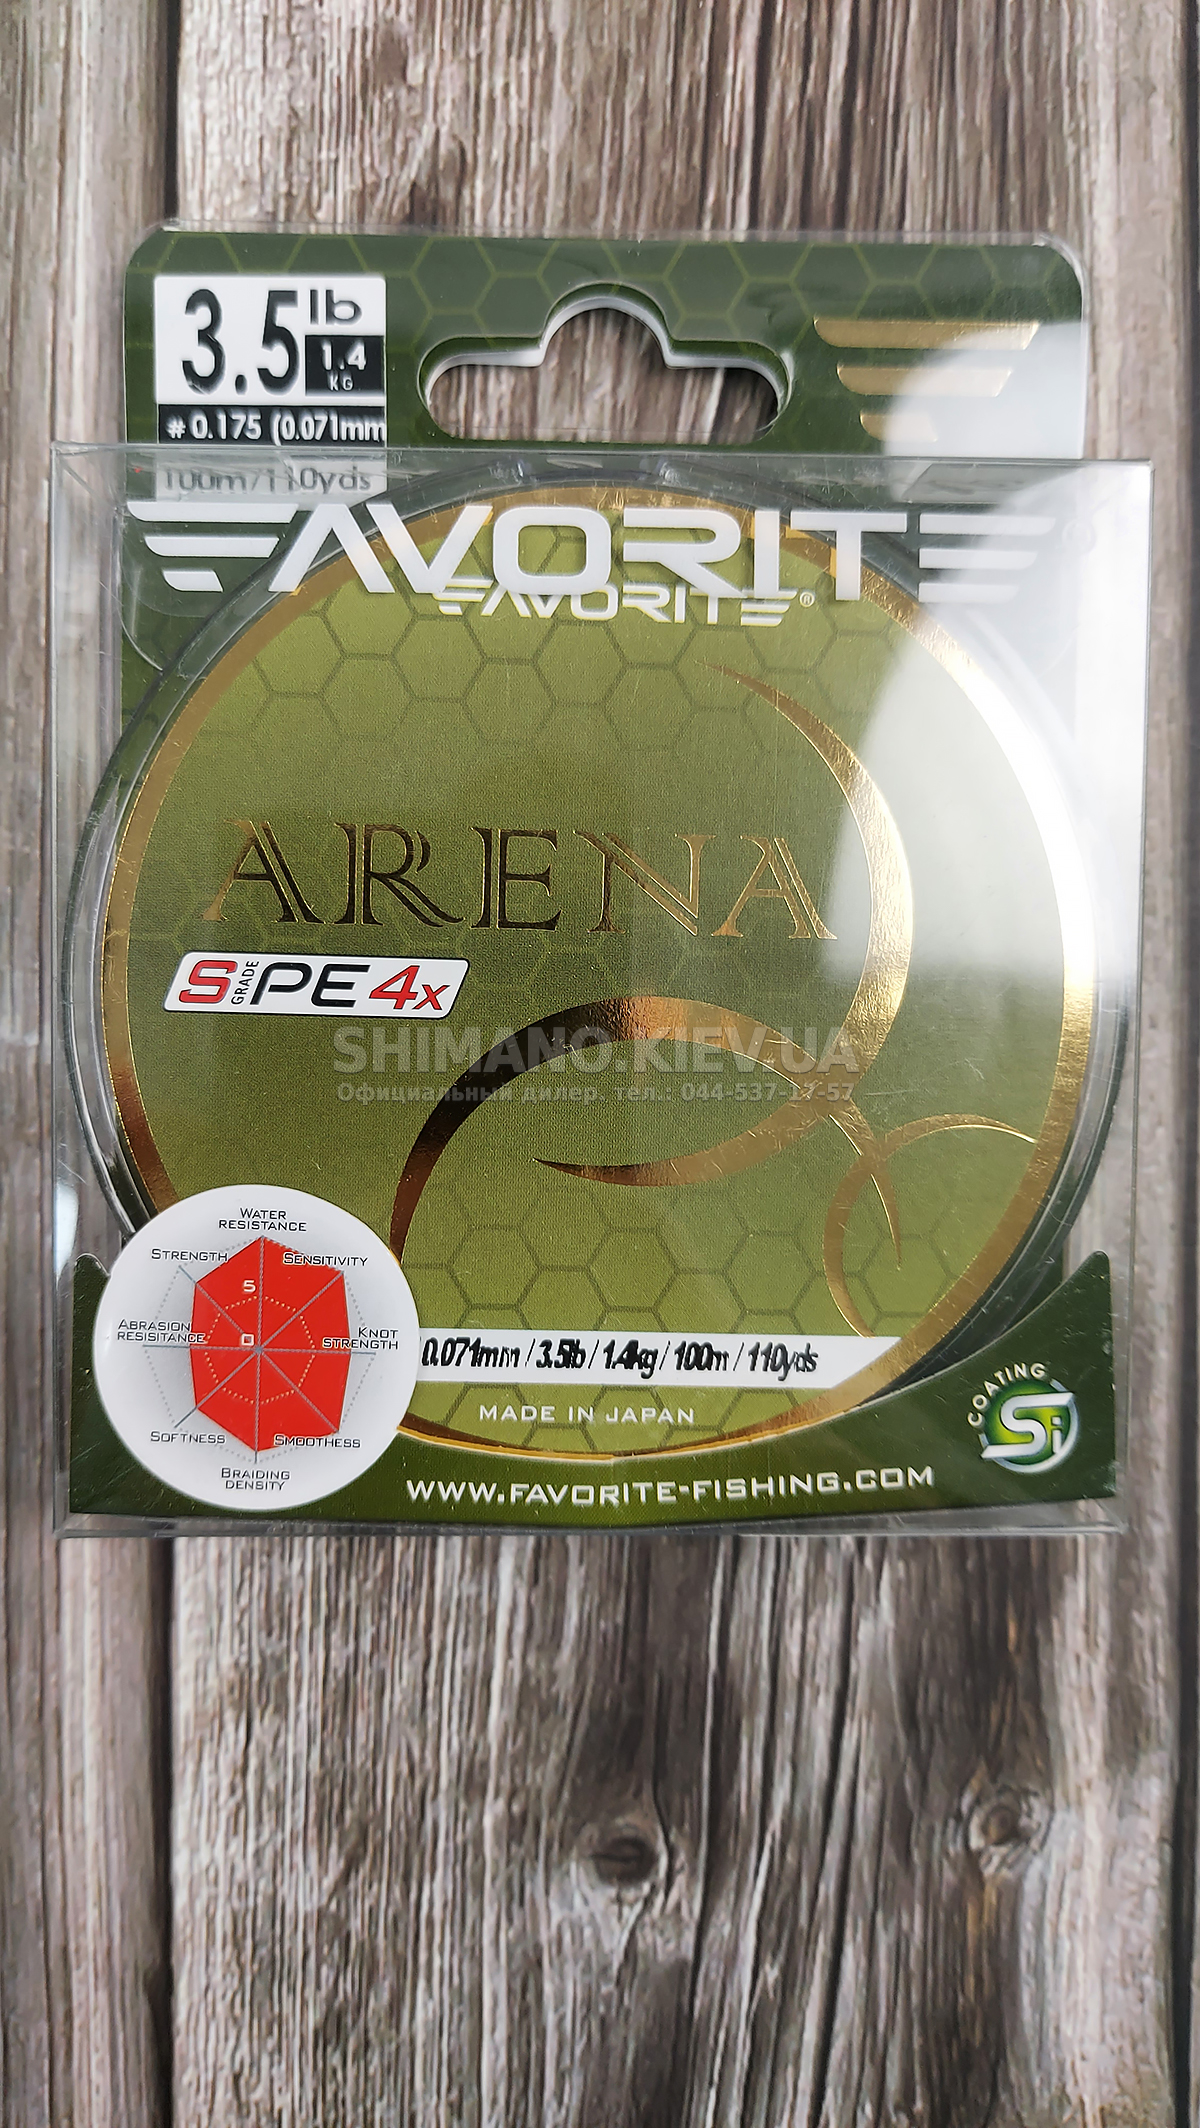 3.5 lb
1.4
KG
# 0.175 (0.071mm
100m/110yds
FAVORITE
FAVORITE®
ARENA
S GRADE PE 4x
SHIMANO.KIEV.UA
Официальный дилер. тел.: 044-537-17-57
WATER
RESISTANCE
STRENGTH
SENSITIVITY
5
ABRASION
RESISITANCE
0
KNOT
STRENGTH
SOFTNESS
SMOOTHESS
BRAIDING
DENSITY
0.071mm / 3.5lb / 1.4kg / 100m / 110yds
MADE IN JAPAN
COATING
Si
WWW.FAVORITE-FISHING.COM